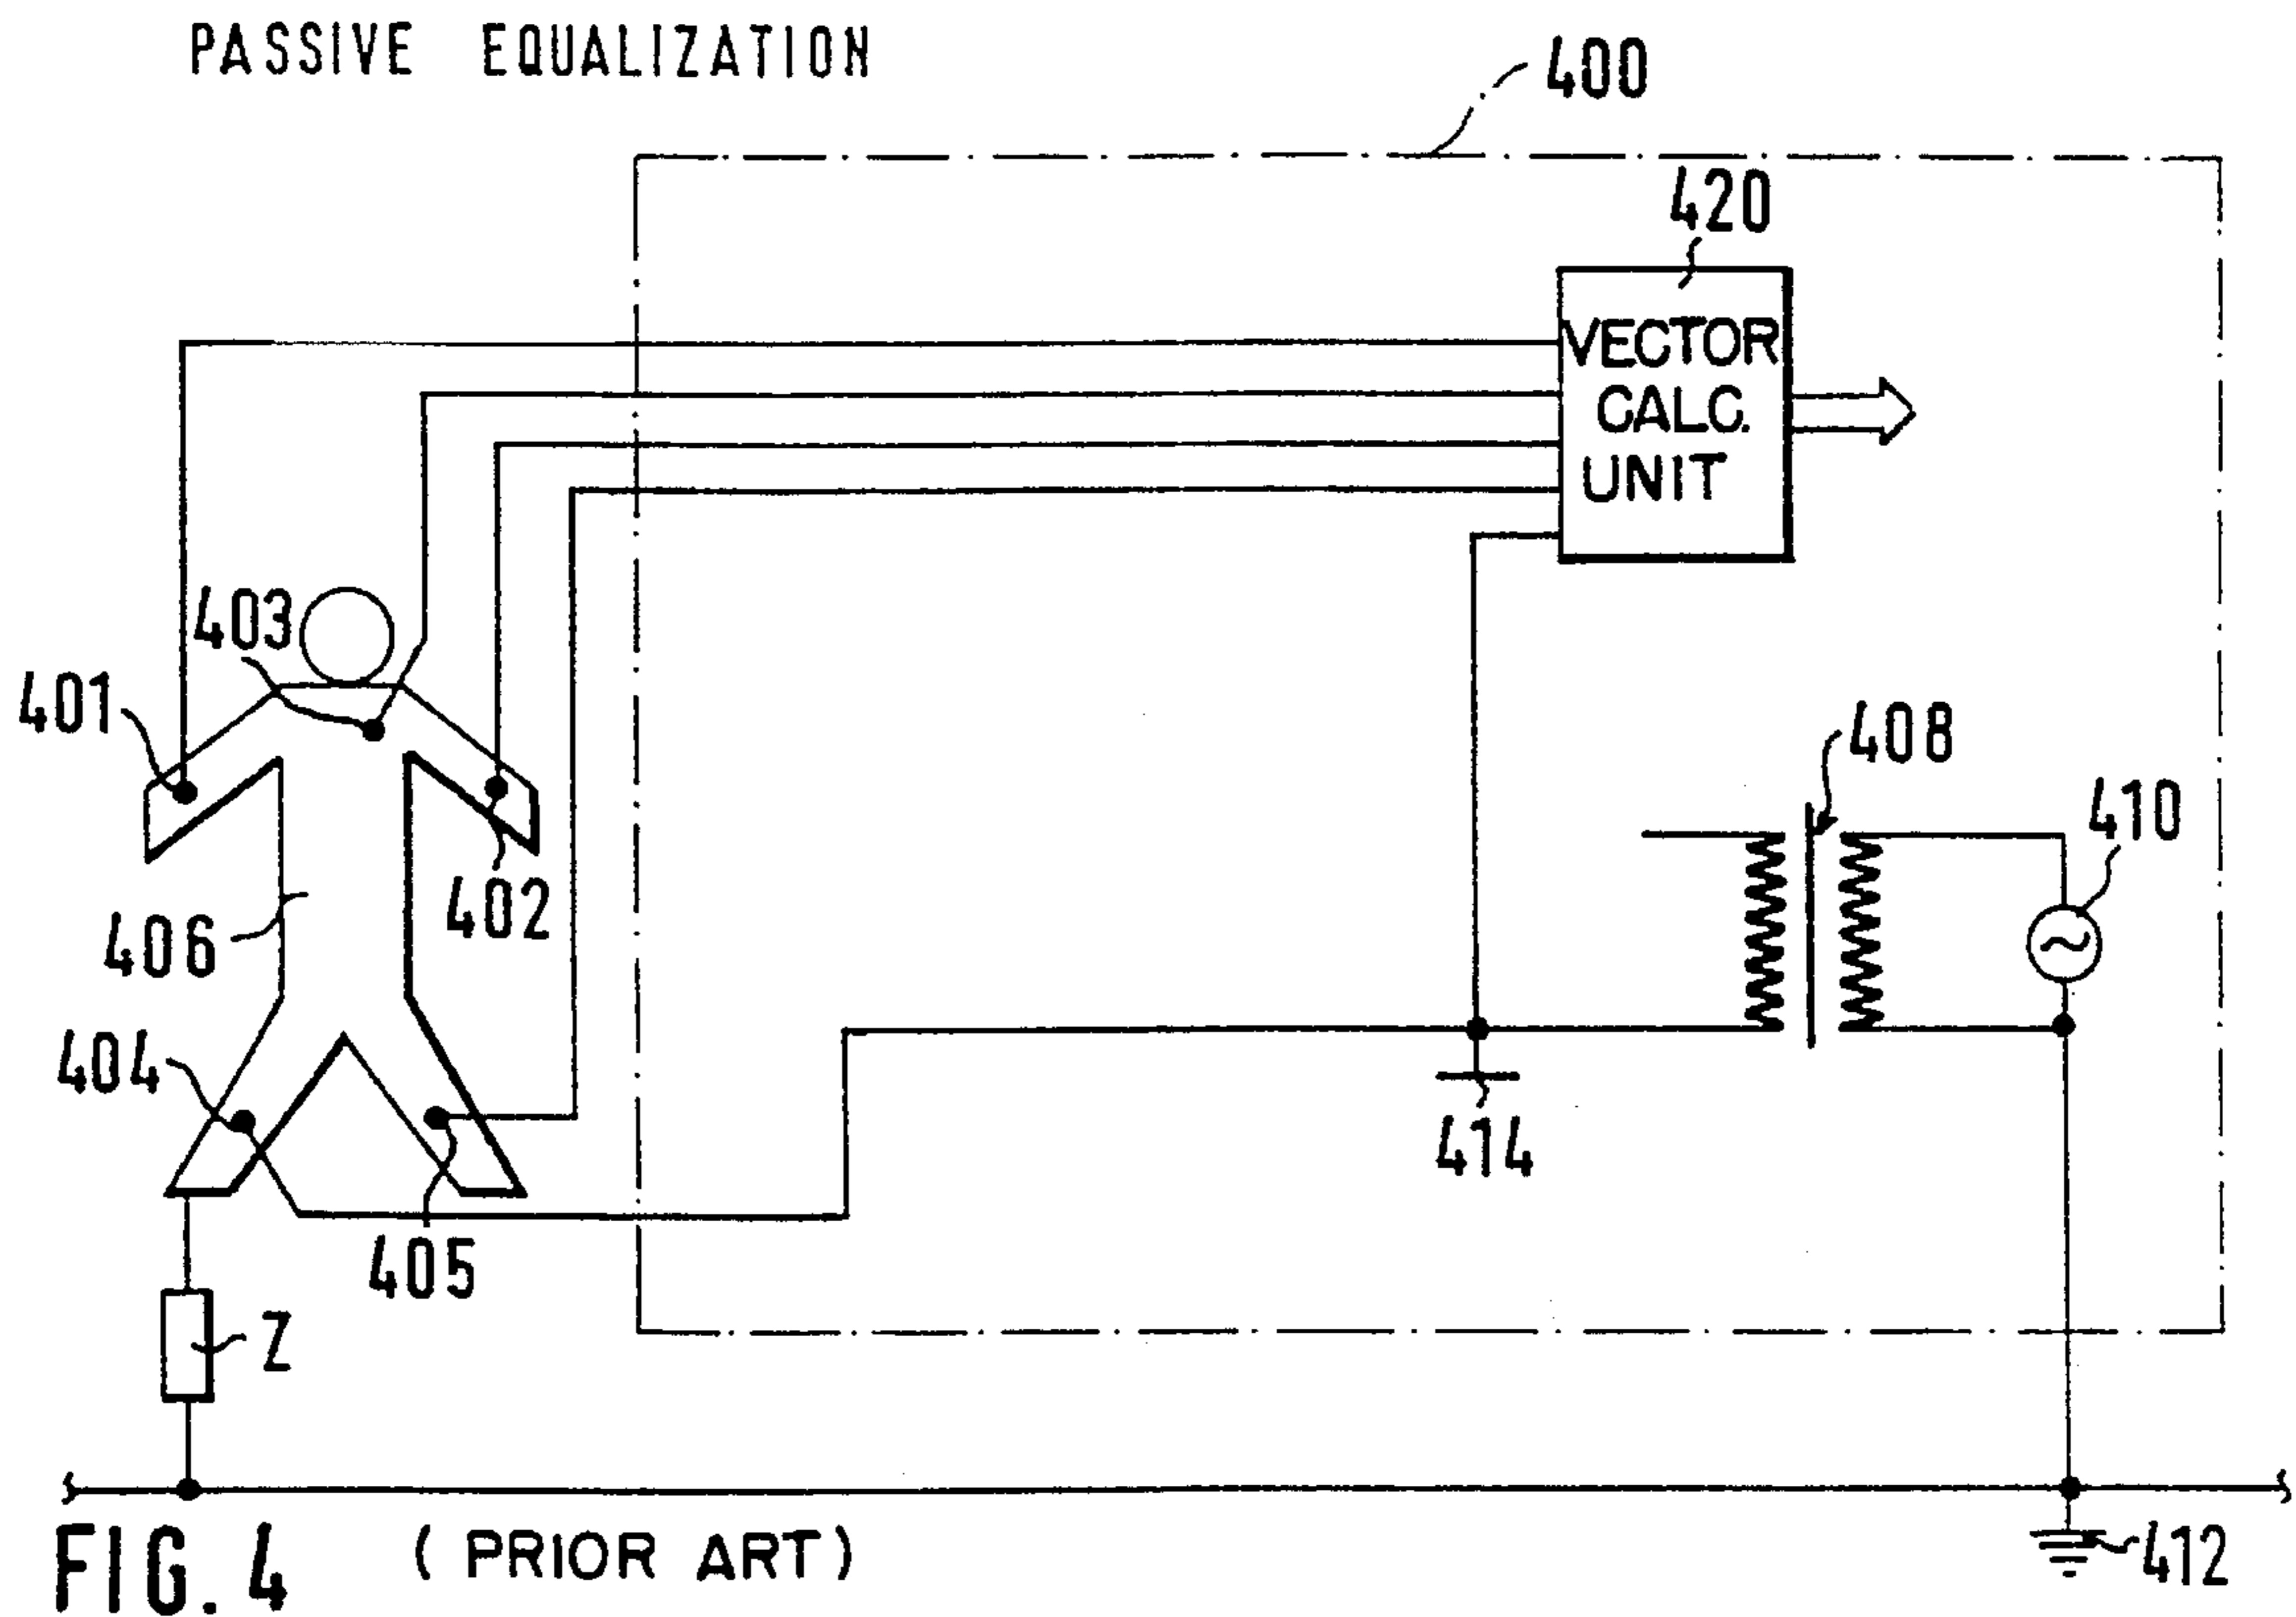 PASSIVE EQUALIZATION
400
420
VECTOR
CALC.
UNIT
403
401
408
410
402
406
404
414
405
Z
FIG. 4 (PRIOR ART)
412